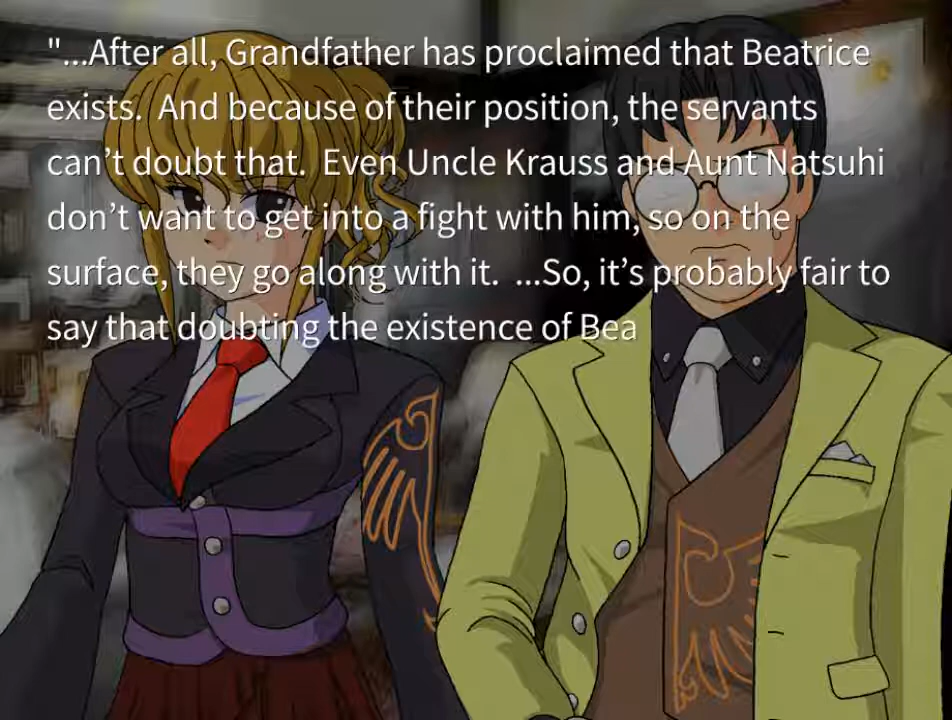 "...After all, Grandfather has proclaimed that Beatrice
exists.  And because of their position, the servants
can’t doubt that.  Even Uncle Krauss and Aunt Natsuhi
don’t want to get into a fight with him, so on the
surface, they go along with it.  ...So, it’s probably fair to
say that doubting the existence of Bea